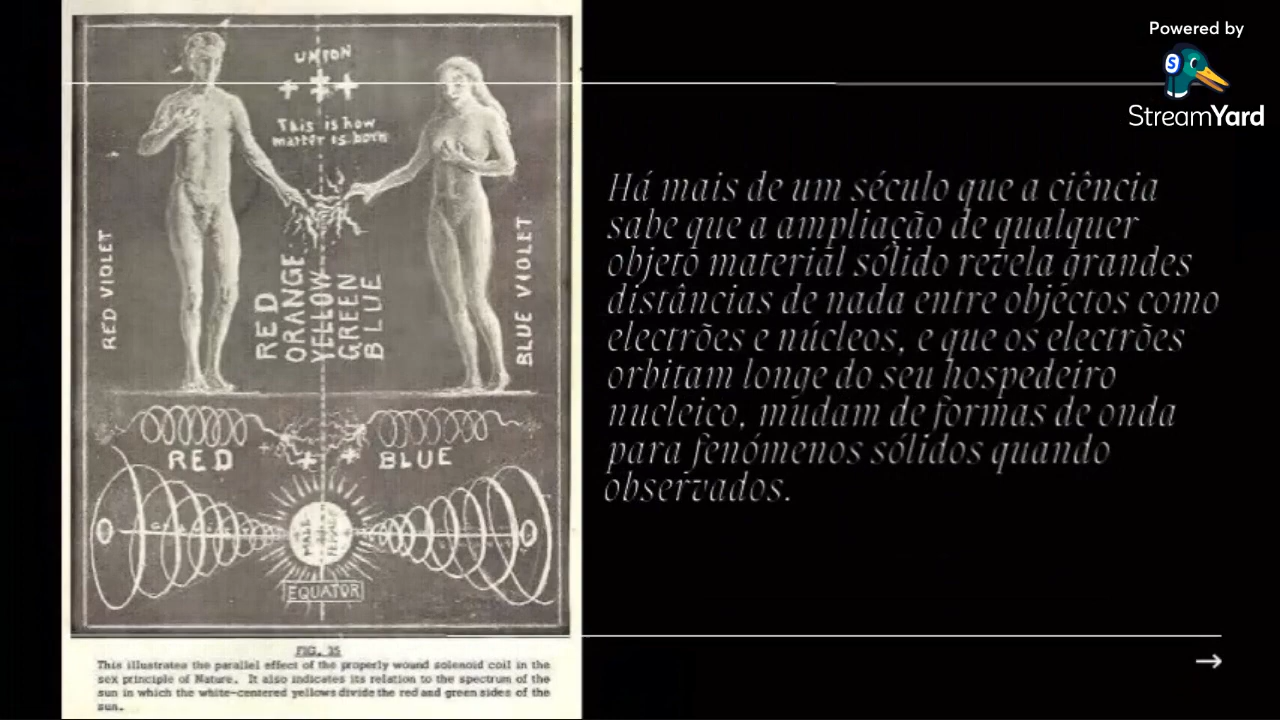 Powered by
StreamYard
UNION
This is how
matter is born
RED VIOLET
RED
ORANGE
YELLOW
GREEN
BLUE
BLUE VIOLET
RED
BLUE
EQUATOR
FIG. 35
This illustrates the parallel effect of the properly wound solenoid coil in the
sex principle of Nature. It also indicates its relation to the spectrum of the
sun in which the white-centered yellows divide the red and green sides of the
sun.
Há mais de um século que a ciência
sabe que a ampliação de qualquer
objeto material sólido revela grandes
distâncias de nada entre objéctos como
electrões e núcleos, e que os electrões
orbitam longe do seu hospedeiro
nucleico, mudam de formas de onda
para fenómenos sólidos quando
observados.